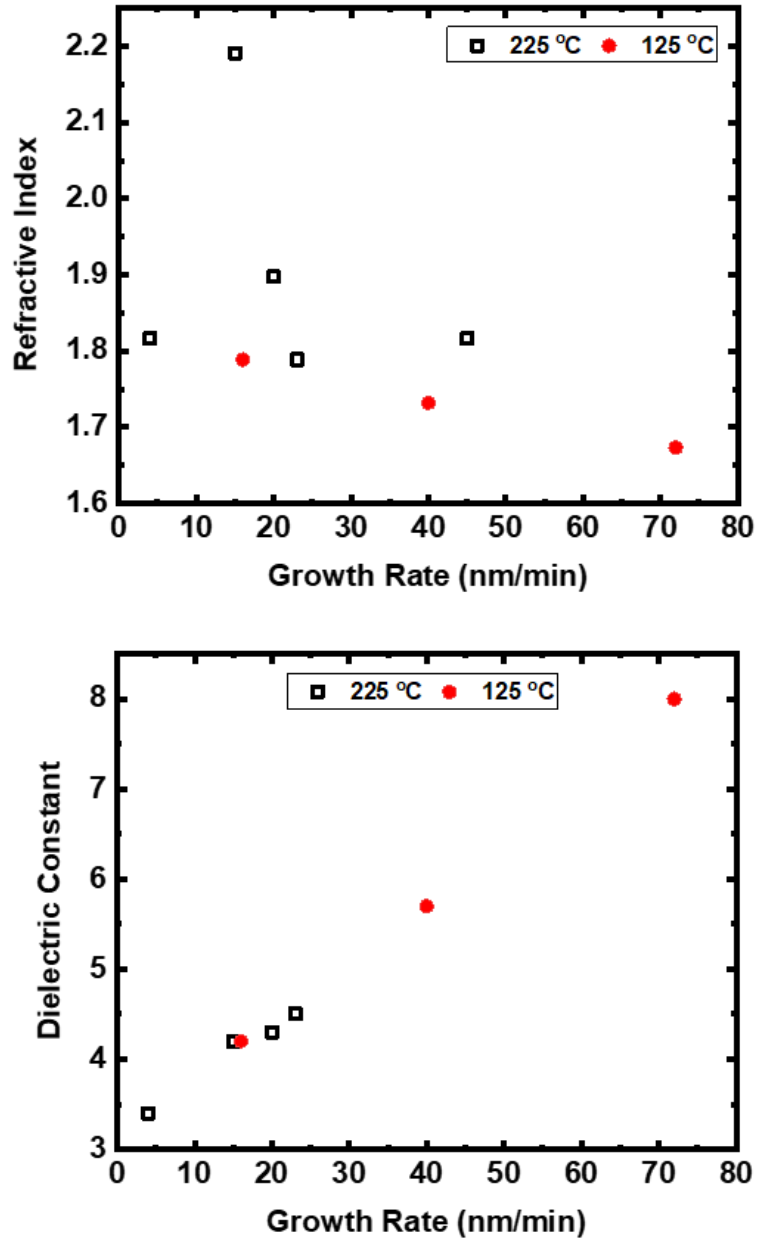 225 °C 125 °C
2.2
2.1
2.0
1.9
1.8
1.7
1.6
Refractive Index
0 10 20 30 40 50 60 70 80
Growth Rate (nm/min)
225 °C 125 °C
8
7
6
5
4
3
Dielectric Constant
0 10 20 30 40 50 60 70 80
Growth Rate (nm/min)